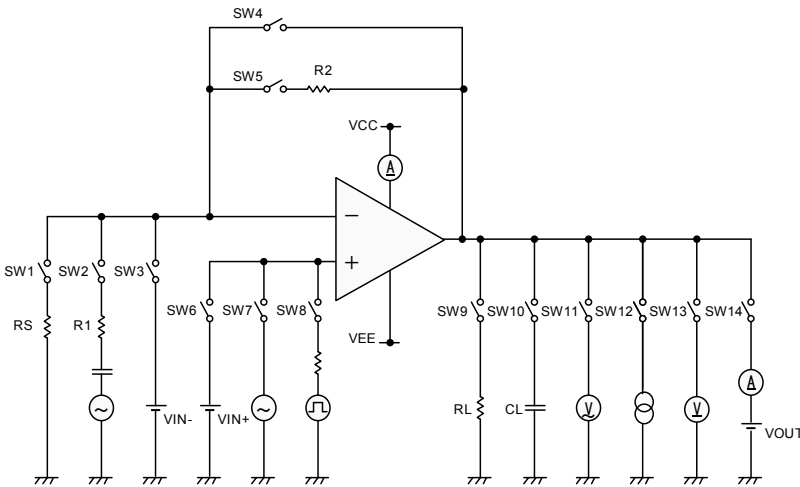 SW4
SW5
R2
VCC
A
−
+
SW1
SW2
SW3
SW6
SW7
SW8
VEE
SW9
SW10
SW11
SW12
SW13
SW14
RS
R1
VIN-
VIN+
RL
CL
V
V
A
VOUT